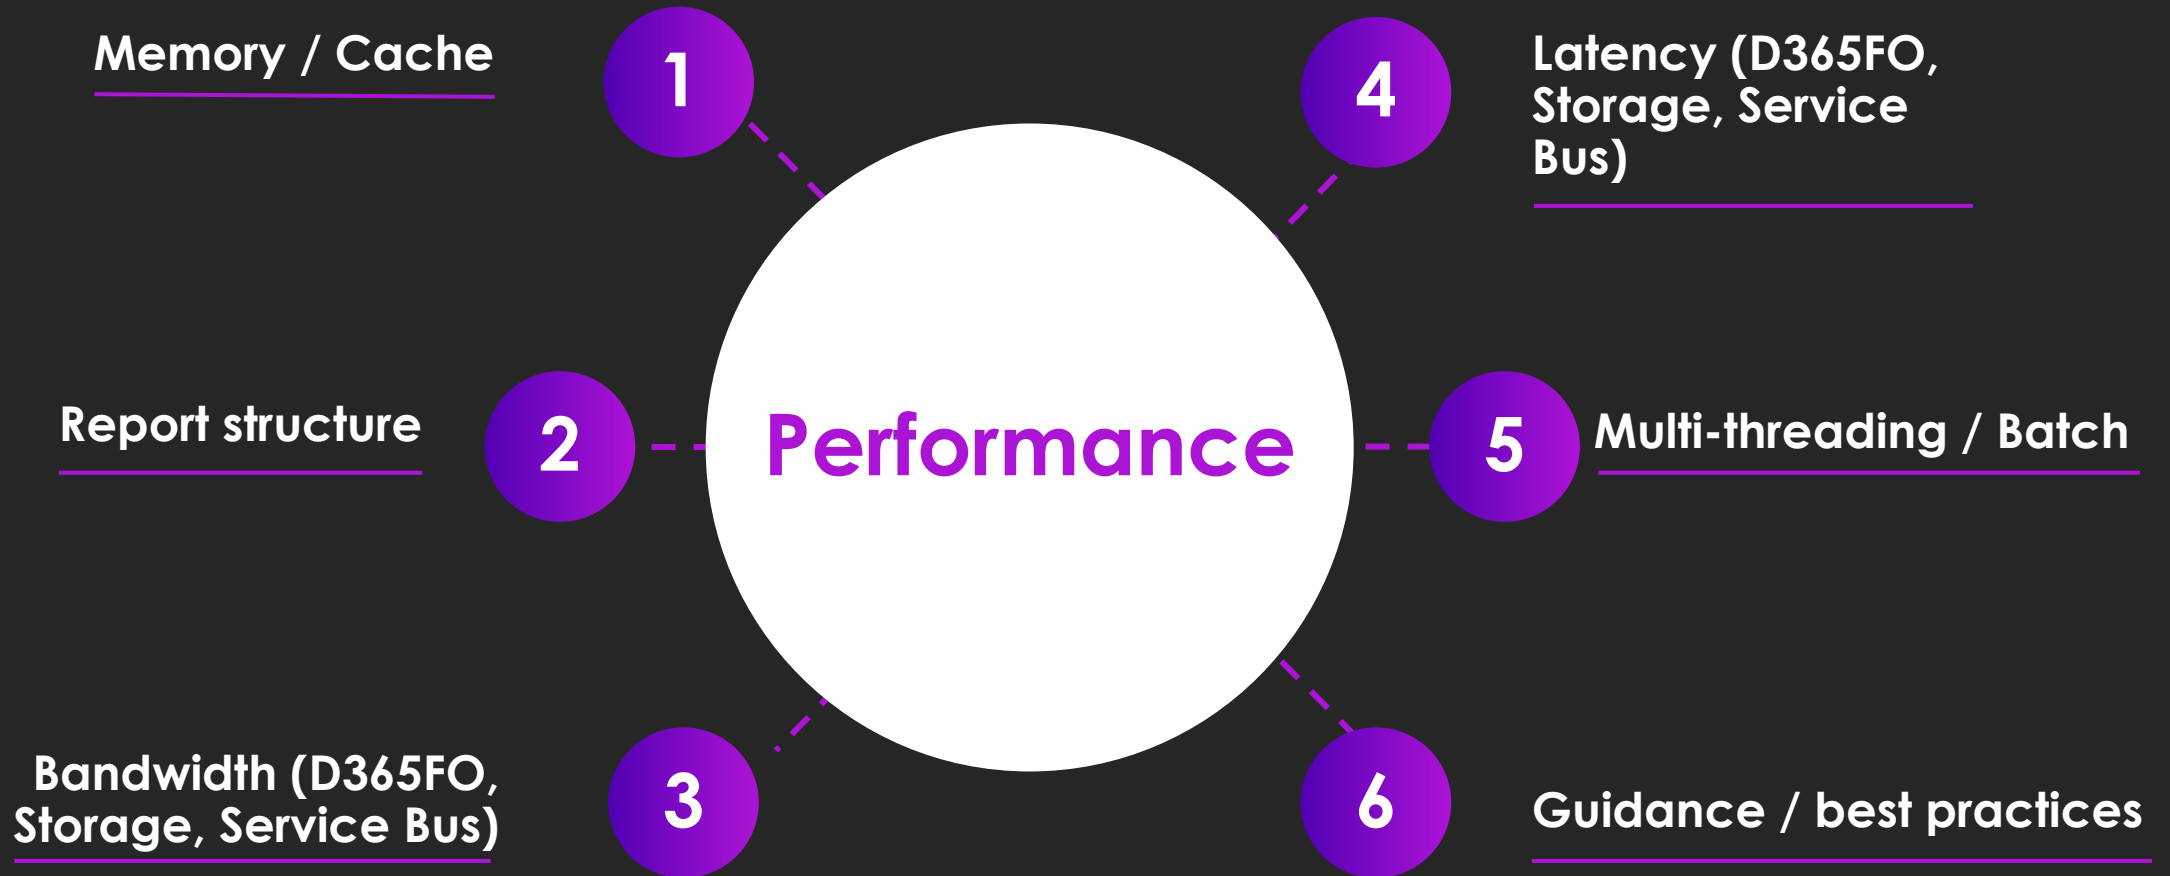 Memory / Cache
1
Report structure
2
Bandwidth (D365FO,
Storage, Service Bus)
3
Performance
4
Latency (D365FO,
Storage, Service
Bus)
5
Multi-threading / Batch
6
Guidance / best practices